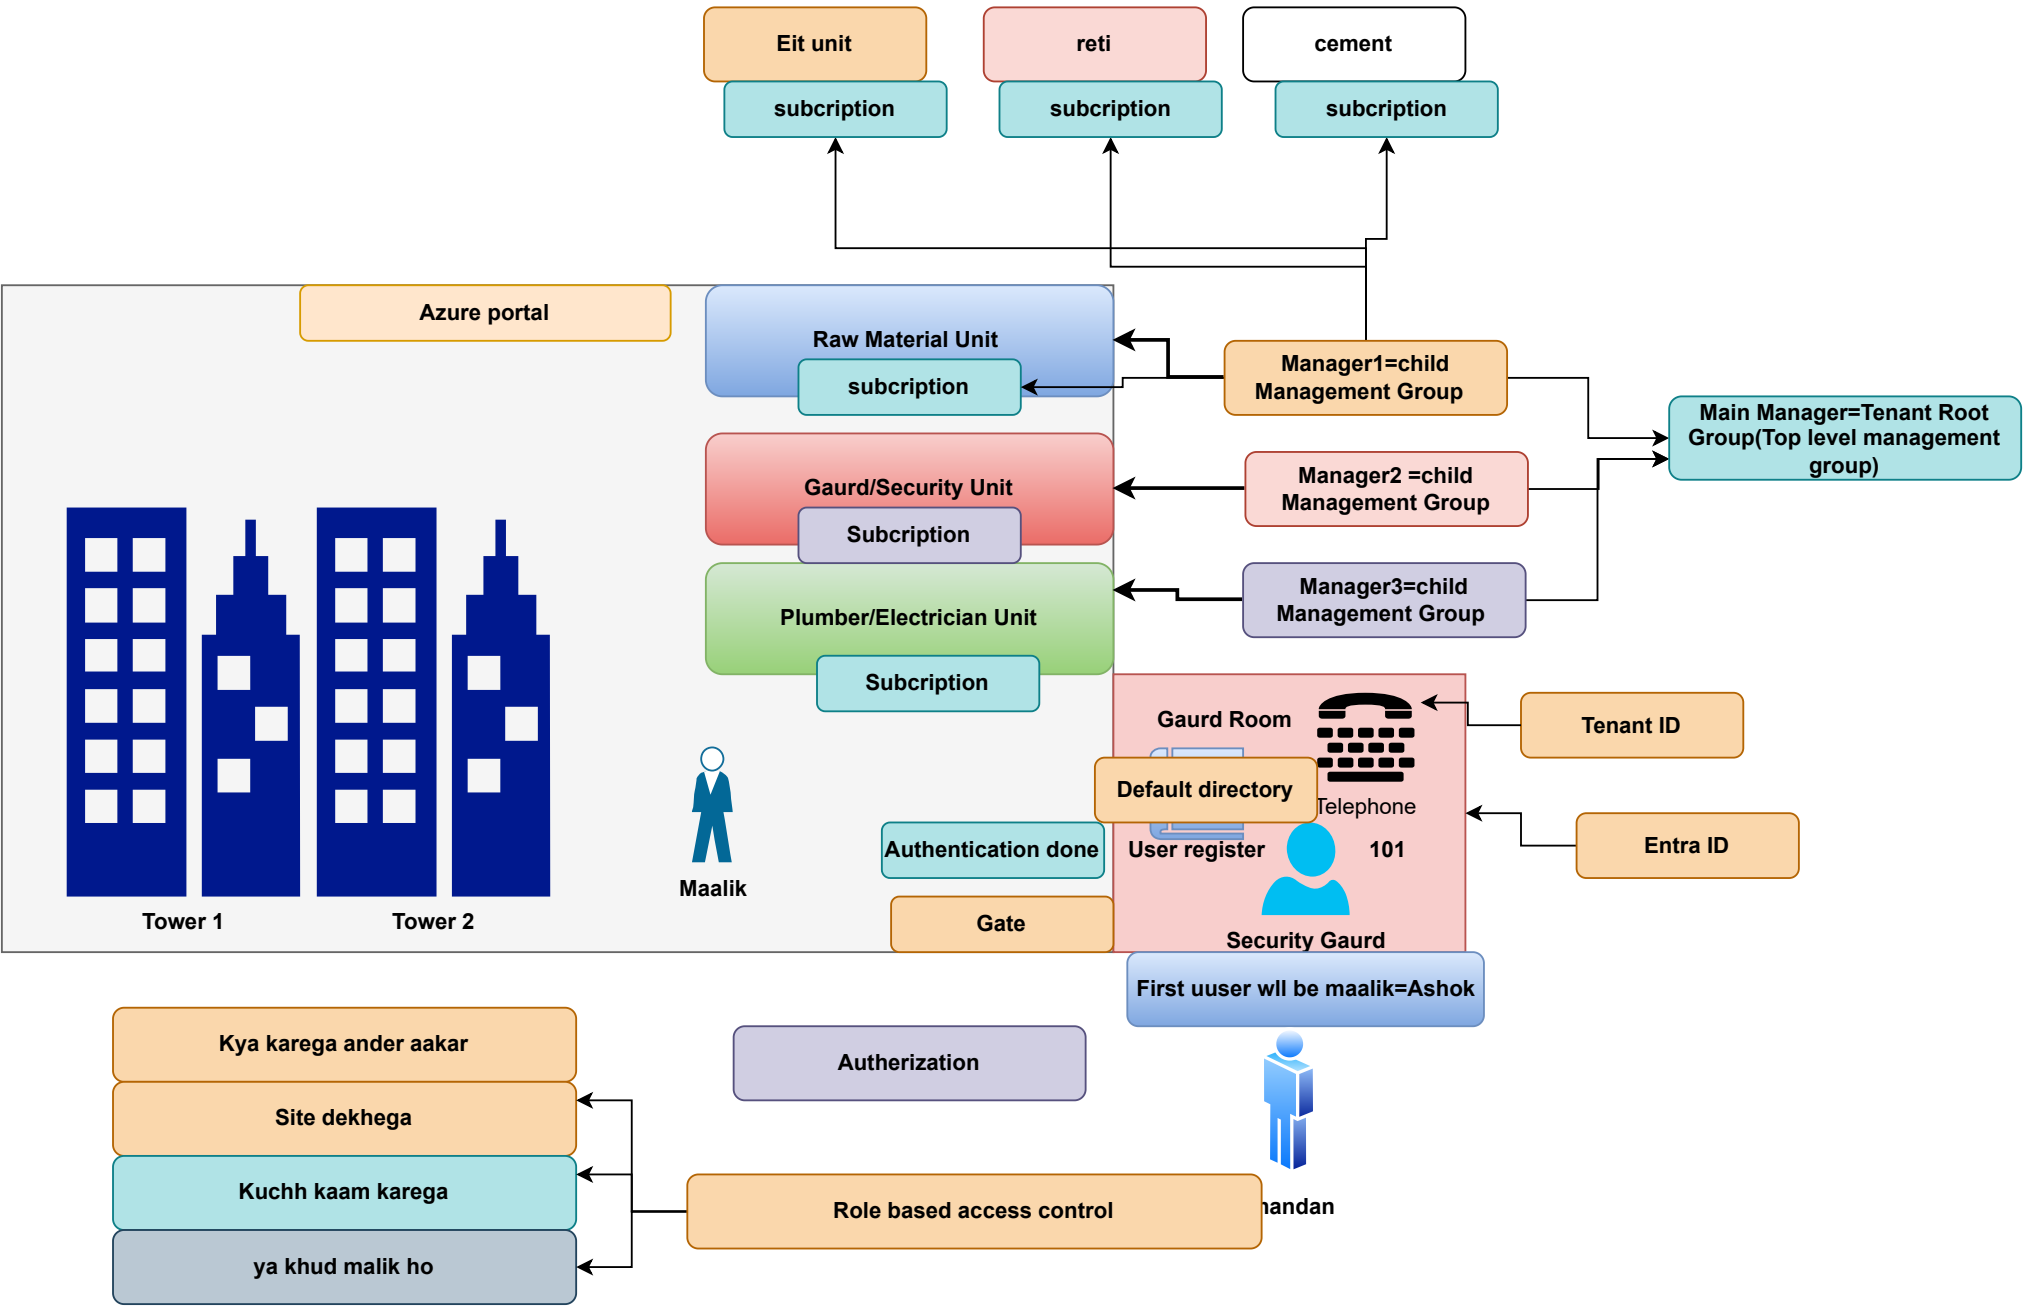 Eit unit
reti
cement
subcription
subcription
subcription
Azure portal
Raw Material Unit
subcription
Manager1=child
Management Group
Main Manager=Tenant Root
Group(Top level management
group)
Gaurd/Security Unit
Subcription
Manager2 =child
Management Group
Plumber/Electrician Unit
Subcription
Manager3=child
Management Group
Gaurd Room
Tenant ID
Default directory
Telephone
Authentication done
User register
101
Entra ID
Maalik
Tower 1
Tower 2
Gate
Security Gaurd
First uuser wll be maalik=Ashok
Kya karega ander aakar
Autherization
Site dekhega
Kuchh kaam karega
Role based access control
ya khud malik ho